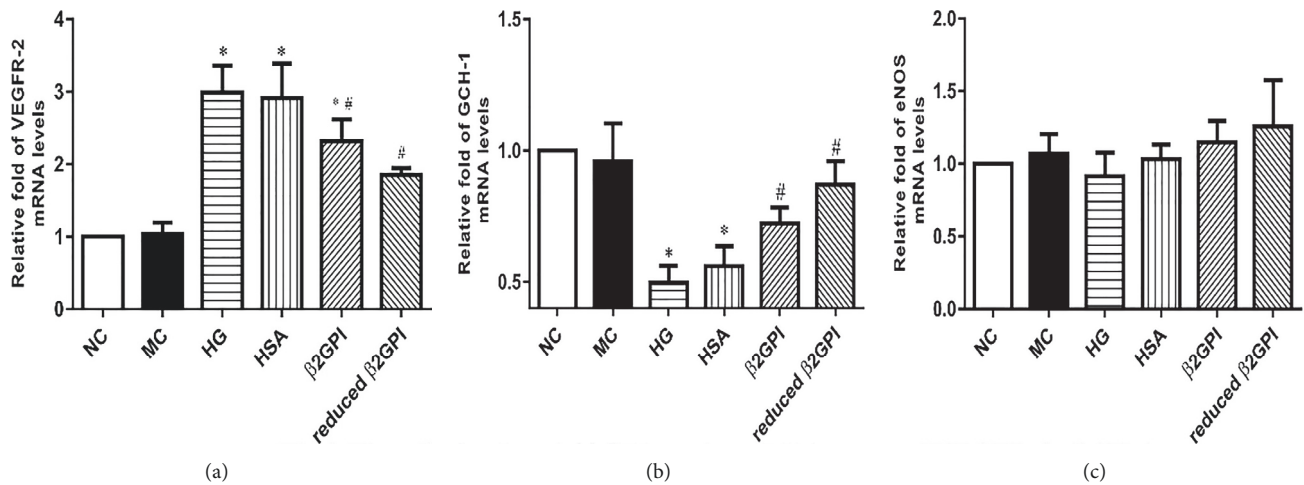 Relative fold of VEGFR-2
mRNA levels
4
3
2
1
0
*
*
* #
#
NC
MC
HG
HSA
β2GPI
reduced β2GPI
(a)
Relative fold of GCH-1
mRNA levels
1.5
1.0
0.5
*
*
#
#
NC
MC
HG
HSA
β2GPI
reduced β2GPI
(b)
Relative fold of eNOS
mRNA levels
2.0
1.5
1.0
0.5
0.0
NC
MC
HG
HSA
β2GPI
reduced β2GPI
(c)